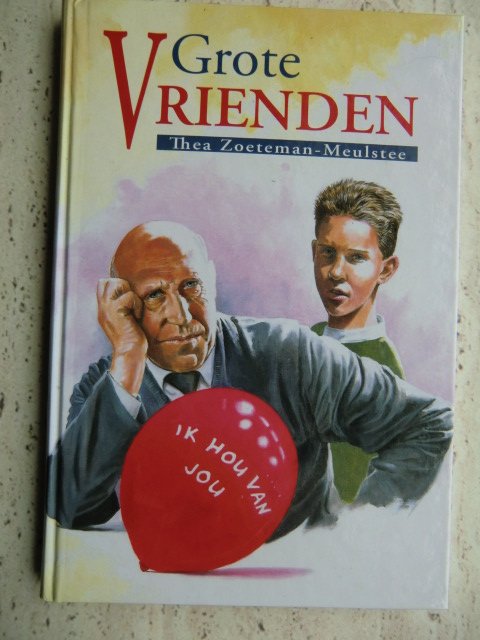 Grote
VRIENDEN
Thea Zoeteman-Meulstee
IK HOU VAN
JOU